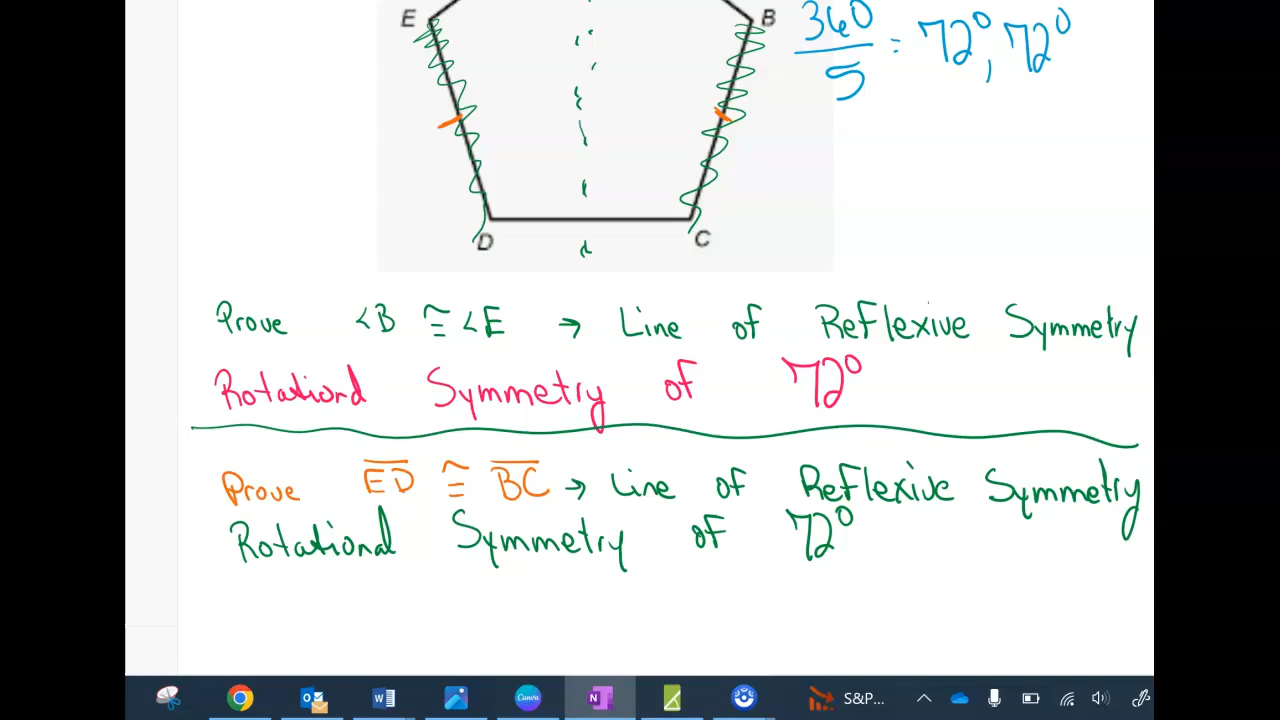 E
B
360
5
= 72°, 72°
D
C
Prove <B ≅ <E → Line of Reflexive Symmetry
Rotational Symmetry of 72°
Prove ED ≅ BC → Line of Reflexive Symmetry
Rotational Symmetry of 72°
Canva
S&P...